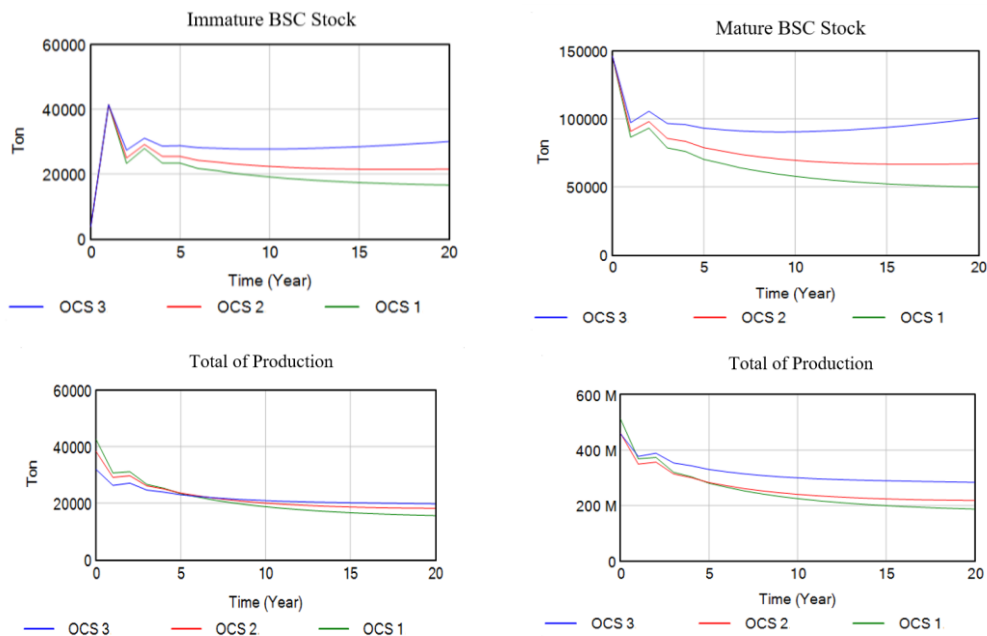 Immature BSC Stock
60000
40000
20000
0
Ton
0 5 10 15 20
Time (Year)
OCS 3 OCS 2 OCS 1
Mature BSC Stock
150000
100000
50000
0
Ton
0 5 10 15 20
Time (Year)
OCS 3 OCS 2 OCS 1
Total of Production
60000
40000
20000
0
Ton
0 5 10 15 20
Time (Year)
OCS 3 OCS 2 OCS 1
Total of Production
600 M
400 M
200 M
0
0 5 10 15 20
Time (Year)
OCS 3 OCS 2 OCS 1